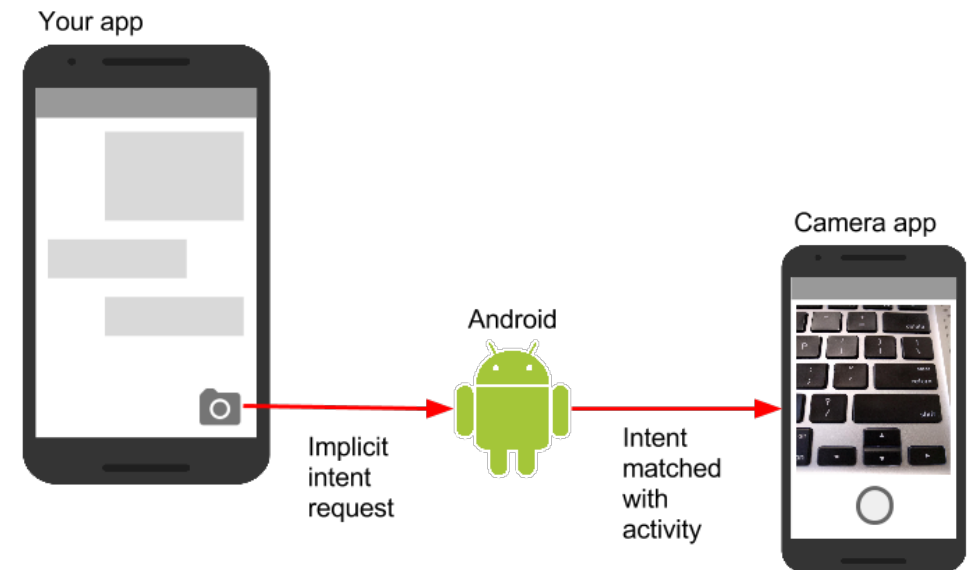 Your app
Camera app
Android
Implicit
intent
request
Intent
matched
with
activity